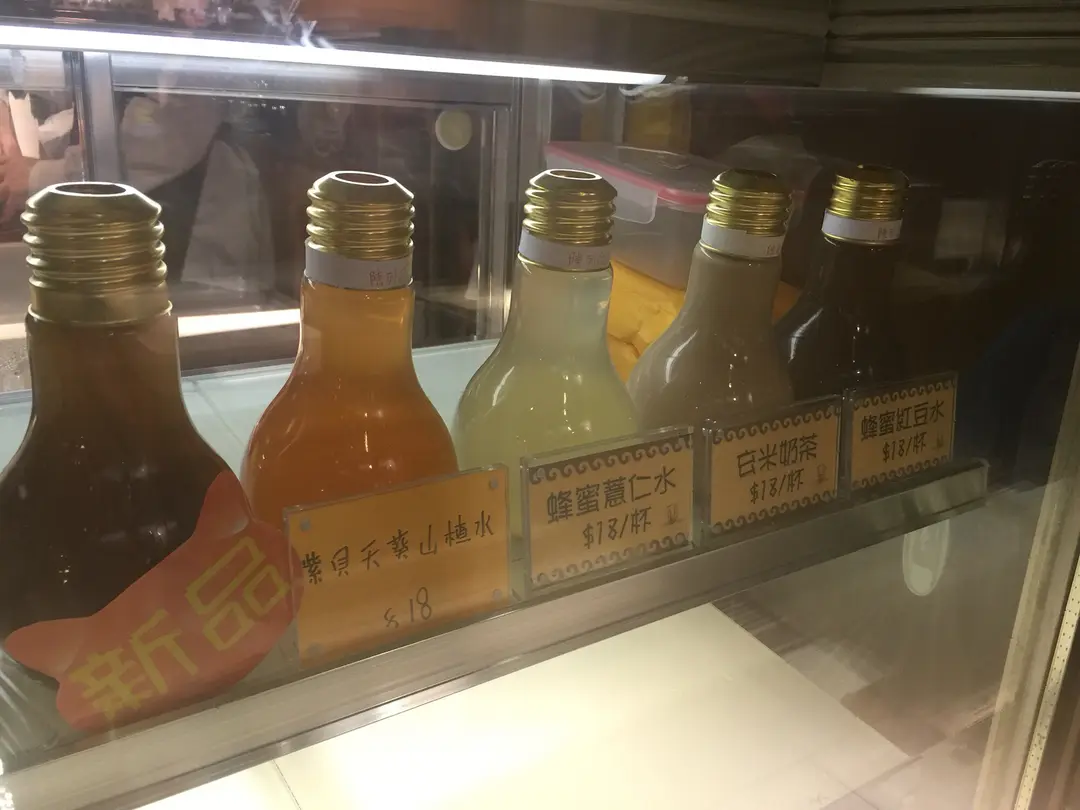 新品
紫貝天葵山楂水
$18
蜂蜜薏仁水
$18/杯
白米奶茶
$18/杯
蜂蜜紅豆水
$18/杯